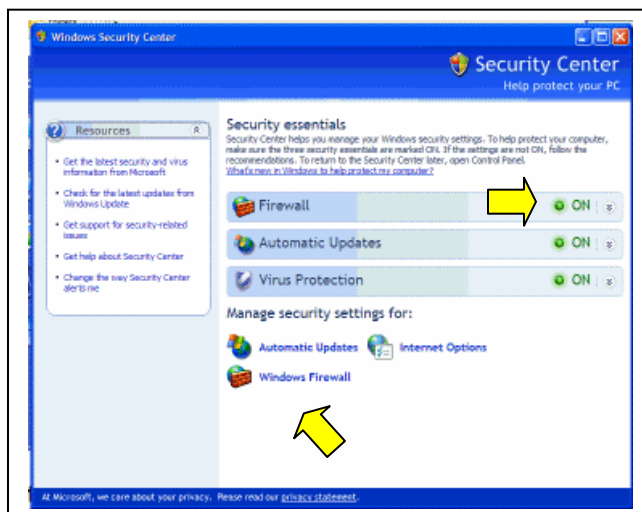 Windows Security Center
Security Center
Help protect your PC
Resources
Get the latest security and virus
information from Microsoft
Check for the latest updates from
Windows Update
Get support for security-related
issues
Get help about Security Center
Change the way Security Center
alerts me
Security essentials
Security Center helps you manage your Windows security settings. To help protect your computer,
make sure the three security essentials are marked ON. If the settings are not ON, follow the
recommendations. To return to the Security Center later, open Control Panel.
What's new in Windows to help protect my computer?
Firewall ON
Automatic Updates ON
Virus Protection ON
Manage security settings for:
Automatic Updates Internet Options
Windows Firewall
At Microsoft, we care about your privacy. Please read our privacy statement.